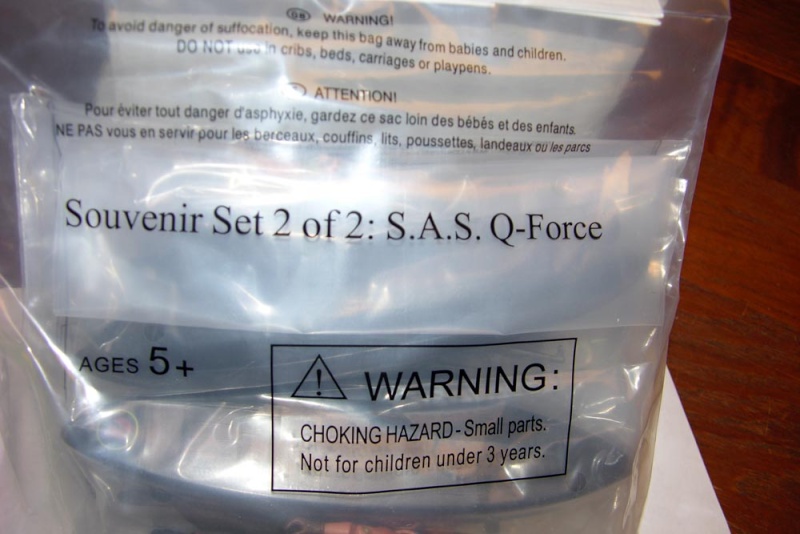 GB WARNING!
To avoid danger of suffocation, keep this bag away from babies and children.
DO NOT use in cribs, beds, carriages or playpens.
ATTENTION!
Pour éviter tout danger d'asphyxie, gardez ce sac loin des bébés et des enfants.
NE PAS vous en servir pour les berceaux, couffins, lits, poussettes, landeaux ou les parcs
Souvenir Set 2 of 2: S.A.S. Q-Force
AGES 5+
WARNING:
CHOKING HAZARD - Small parts.
Not for children under 3 years.